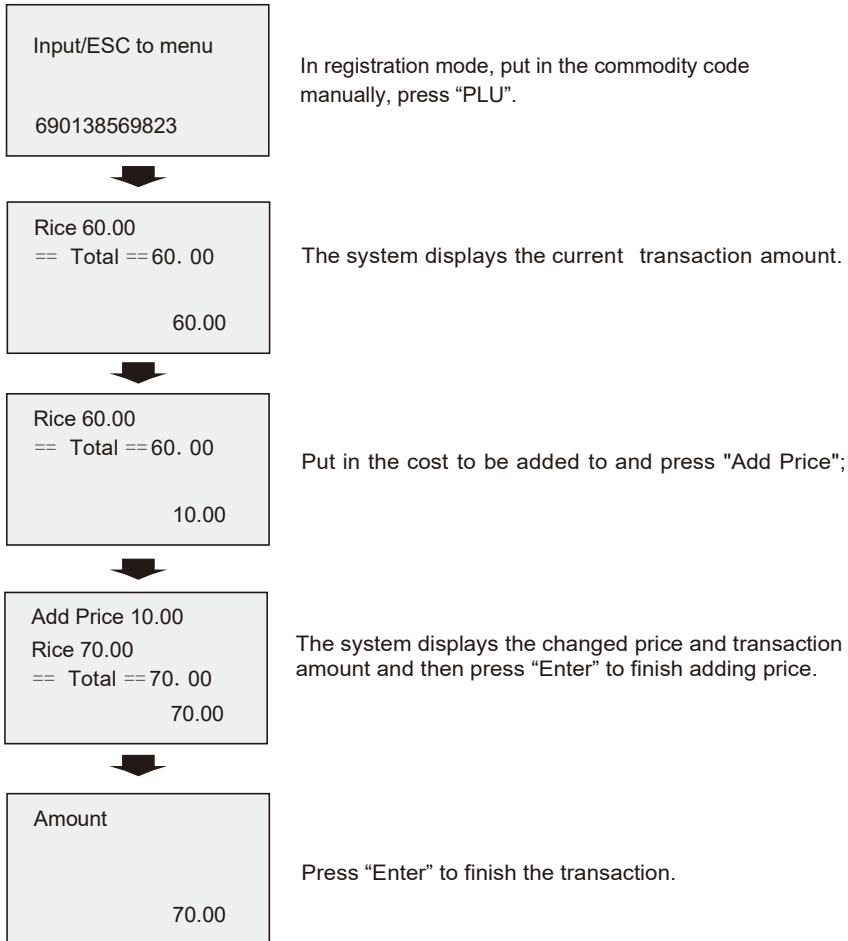 Input/ESC to menu
690138569823
In registration mode, put in the commodity code
manually, press “PLU”.
Rice 60.00
== Total ==60. 00
60.00
The system displays the current transaction amount.
Rice 60.00
== Total ==60. 00
10.00
Put in the cost to be added to and press "Add Price";
Add Price 10.00
Rice 70.00
== Total ==70. 00
70.00
The system displays the changed price and transaction
amount and then press “Enter” to finish adding price.
Amount
70.00
Press “Enter” to finish the transaction.